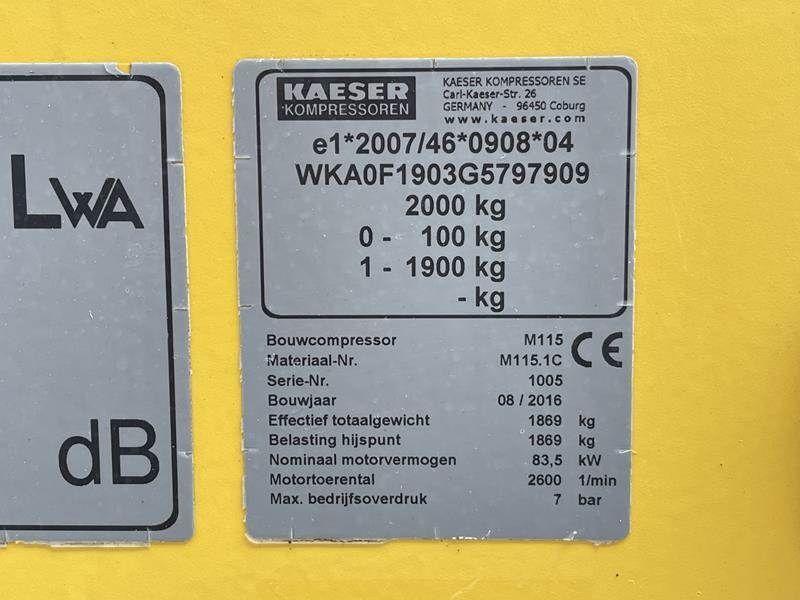 LWA
dB
KAESER
KOMPRESSOREN
KAESER KOMPRESSOREN SE
Carl-Kaeser-Str. 26
GERMANY - 96450 Coburg
www.kaeser.com
e1*2007/46*0908*04
WKA0F1903G5797909
2000 kg
0 - 100 kg
1 - 1900 kg
- kg
Bouwcompressor M115 CE
Materiaal-Nr. M115.1C
Serie-Nr. 1005
Bouwjaar 08 / 2016
Effectief totaalgewicht 1869 kg
Belasting hijspunt 1869 kg
Nominaal motorvermogen 83,5 kW
Motortoerental 2600 1/min
Max. bedrijfsoverdruk 7 bar